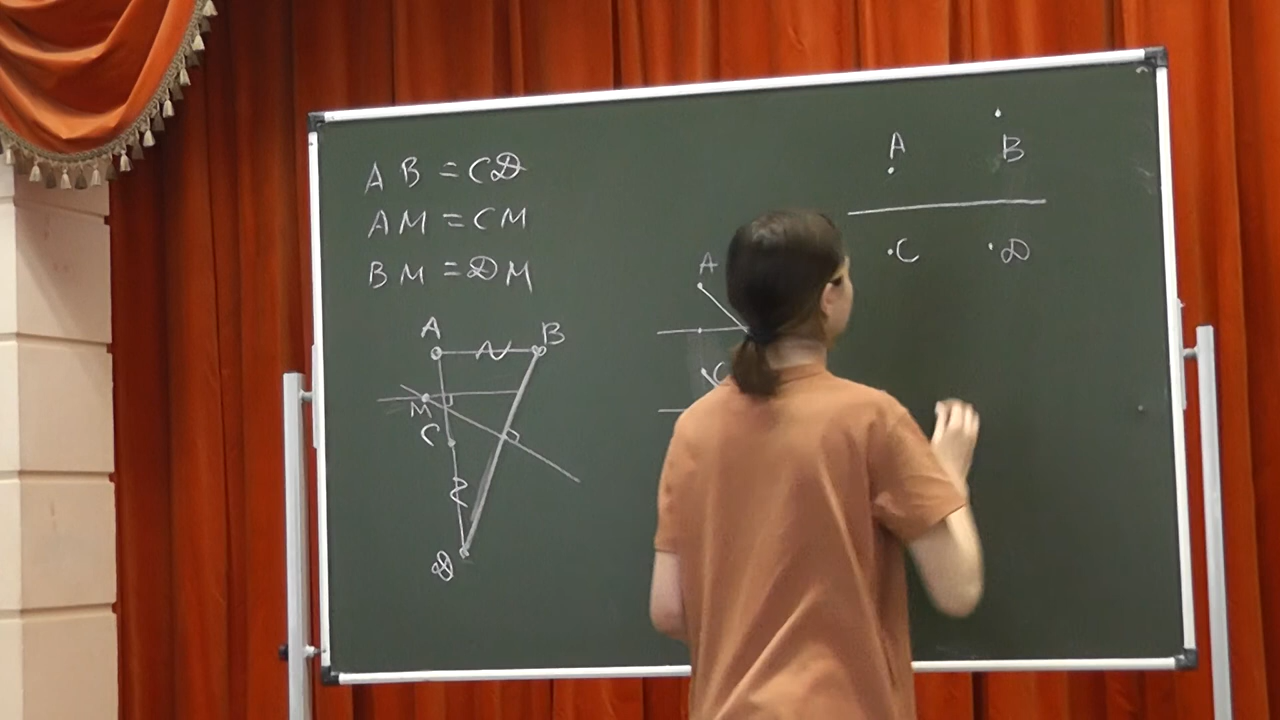 AB = CD
AM = CM
BM = DM
A B
M
C
D
A
C
A B
C D